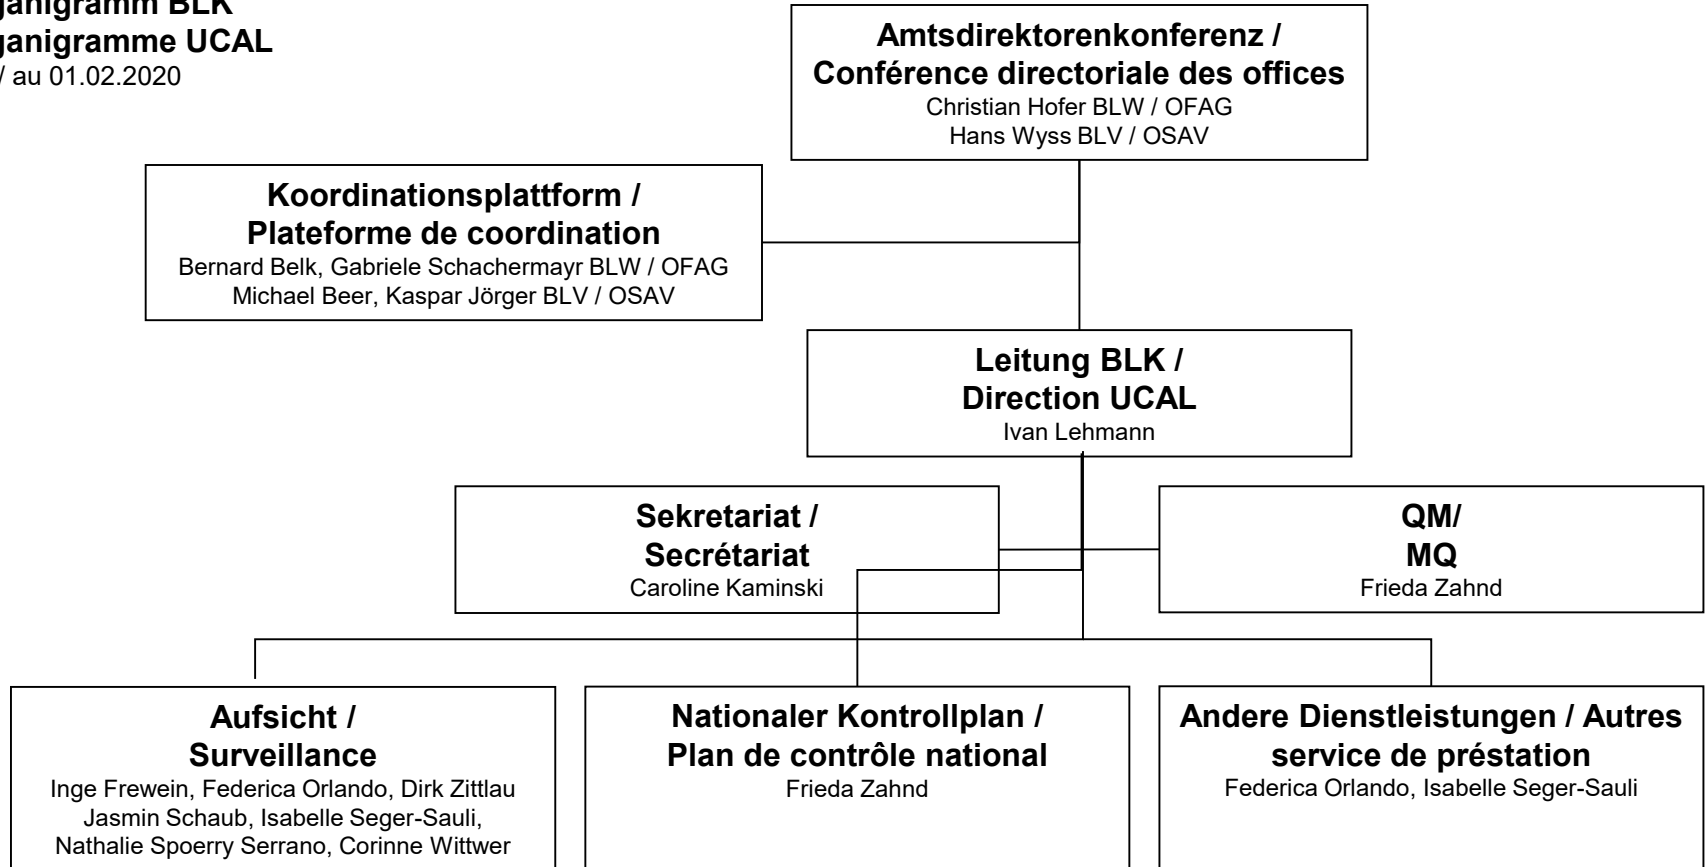 ganigramm BLK
ganigramme UCAL
/ au 01.02.2020
Amtsdirektorenkonferenz /
Conférence directoriale des offices
Christian Hofer BLW / OFAG
Hans Wyss BLV / OSAV
Koordinationsplattform /
Plateforme de coordination
Bernard Belk, Gabriele Schachermayr BLW / OFAG
Michael Beer, Kaspar Jörger BLV / OSAV
Leitung BLK /
Direction UCAL
Ivan Lehmann
Sekretariat /
Secrétariat
Caroline Kaminski
QM/
MQ
Frieda Zahnd
Aufsicht /
Surveillance
Inge Frewein, Federica Orlando, Dirk Zittlau
Jasmin Schaub, Isabelle Seger-Sauli,
Nathalie Spoerry Serrano, Corinne Wittwer
Nationaler Kontrollplan /
Plan de contrôle national
Frieda Zahnd
Andere Dienstleistungen / Autres
service de préstation
Federica Orlando, Isabelle Seger-Sauli